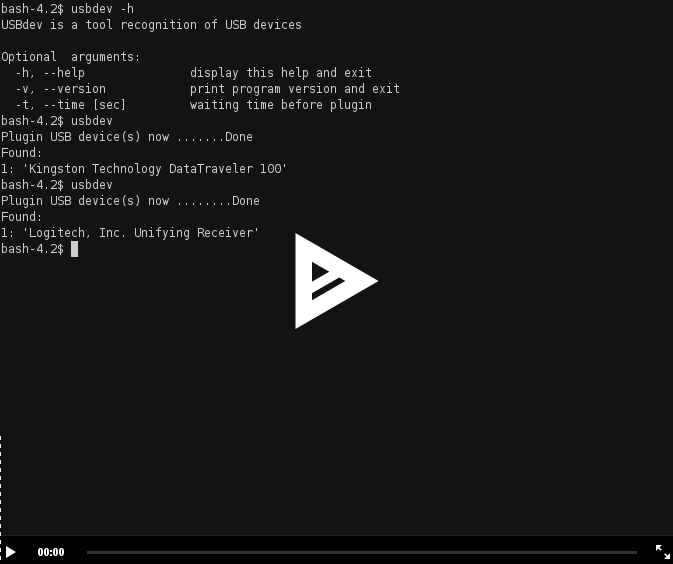 bash-4.2$ usbdev -h
USBdev is a tool recognition of USB devices
Optional  arguments:
  -h, --help               display this help and exit
  -v, --version            print program version and exit
  -t, --time [sec]         waiting time before plugin
bash-4.2$ usbdev
Plugin USB device(s) now .......Done
Found:
1: 'Kingston Technology DataTraveler 100'
bash-4.2$ usbdev
Plugin USB device(s) now ........Done
Found:
1: 'Logitech, Inc. Unifying Receiver'
bash-4.2$
00:00